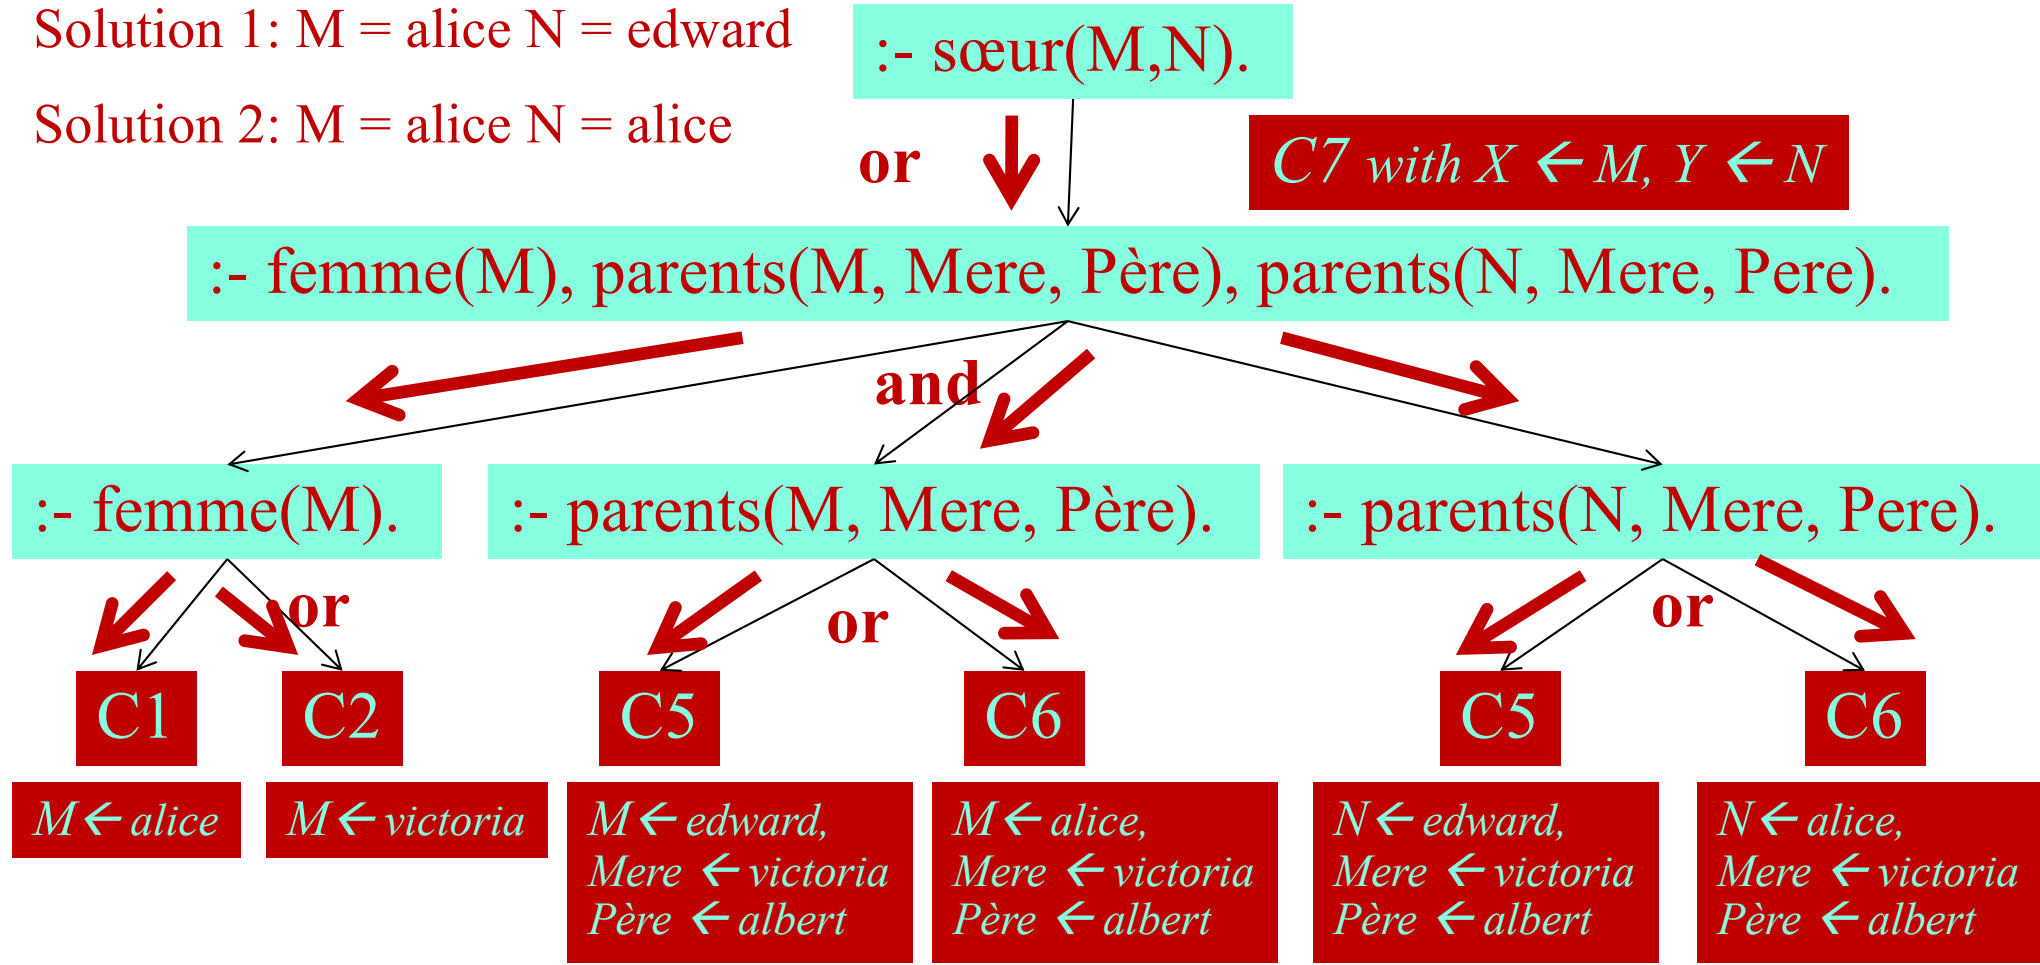 Solution 1: M = alice N = edward
:- sœur(M,N).
Solution 2: M = alice N = alice
or
C7 with X ← M, Y ← N
:- femme(M), parents(M, Mere, Père), parents(N, Mere, Pere).
and
:- femme(M).
:- parents(M, Mere, Père).
:- parents(N, Mere, Pere).
or
or
or
C1
C2
C5
C6
C5
C6
M ← alice
M ← victoria
M ← edward,
Mere ← victoria
Père ← albert
M ← alice,
Mere ← victoria
Père ← albert
N ← edward,
Mere ← victoria
Père ← albert
N ← alice,
Mere ← victoria
Père ← albert